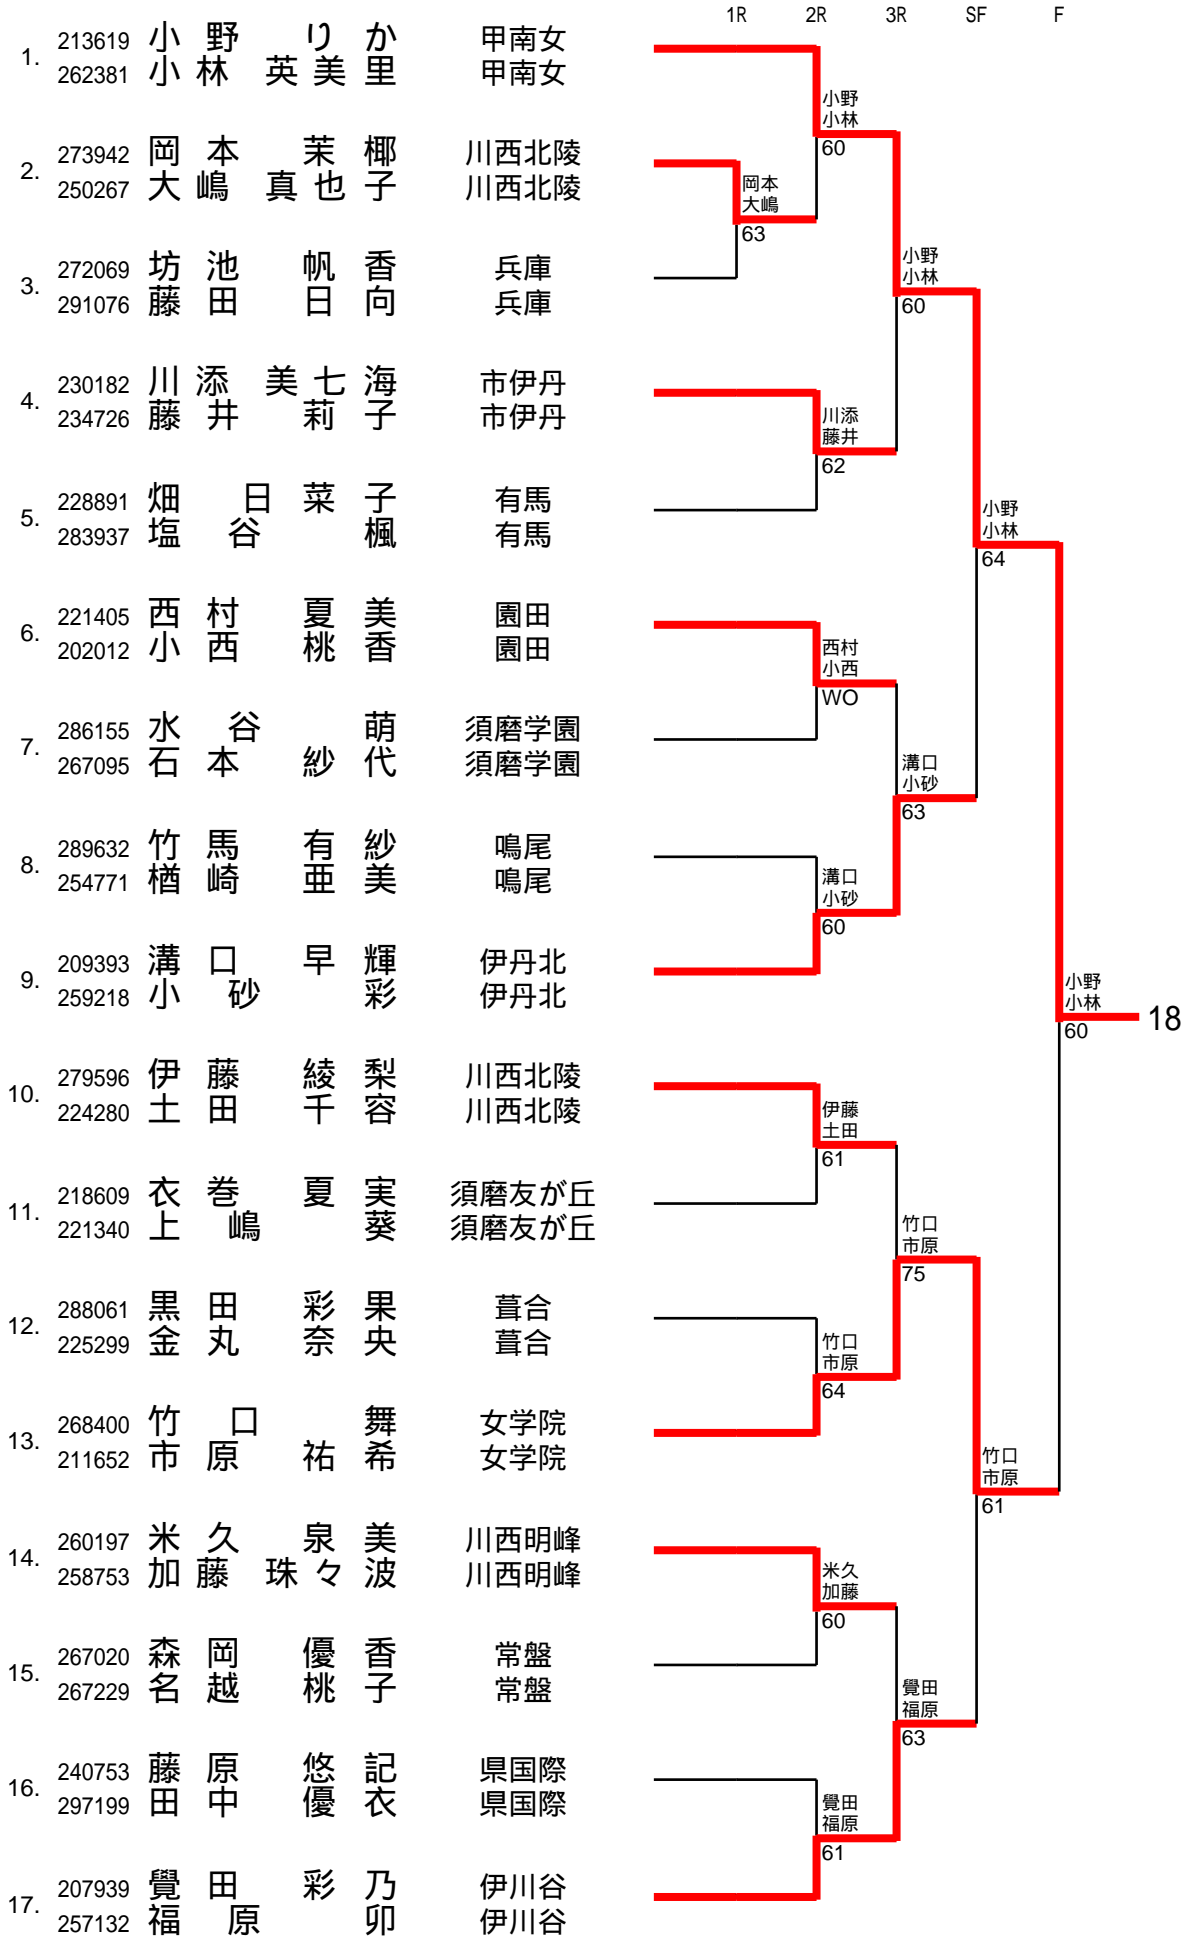 1R 2R 3R SF F
1. 213619 小野 りか 甲南女
262381 小林 英美里 甲南女
2. 273942 岡本 茉椰 川西北陵
250267 大嶋 真也子 川西北陵
3. 272069 坊池 帆香 兵庫
291076 藤田 日向 兵庫
4. 230182 川添 美七海 市伊丹
234726 藤井 莉子 市伊丹
5. 228891 畑 日菜子 有馬
283937 塩谷 楓 有馬
6. 221405 西村 夏美 園田
202012 小西 桃香 園田
7. 286155 水谷 萌 須磨学園
267095 石本 紗代 須磨学園
8. 289632 竹馬 有紗 鳴尾
254771 楢崎 亜美 鳴尾
9. 209393 溝口 早輝 伊丹北
259218 小砂 彩 伊丹北
10. 279596 伊藤 綾梨 川西北陵
224280 土田 千容 川西北陵
11. 218609 衣巻 夏実 須磨友が丘
221340 上嶋 葵 須磨友が丘
12. 288061 黒田 彩果 葺合
225299 金丸 奈央 葺合
13. 268400 竹口 舞 女学院
211652 市原 祐希 女学院
14. 260197 米久 泉美 川西明峰
258753 加藤 珠々波 川西明峰
15. 267020 森岡 優香 常盤
267229 名越 桃子 常盤
16. 240753 藤原 悠記 県国際
297199 田中 優衣 県国際
17. 207939 覺田 彩乃 伊川谷
257132 福原 卯 伊川谷
岡本
大嶋
63
小野
小林
60
川添
藤井
62
西村
小西
WO
溝口
小砂
60
伊藤
土田
61
竹口
市原
64
米久
加藤
60
覺田
福原
61
小野
小林
60
溝口
小砂
63
竹口
市原
75
覺田
福原
63
小野
小林
64
竹口
市原
61
小野
小林
60
18